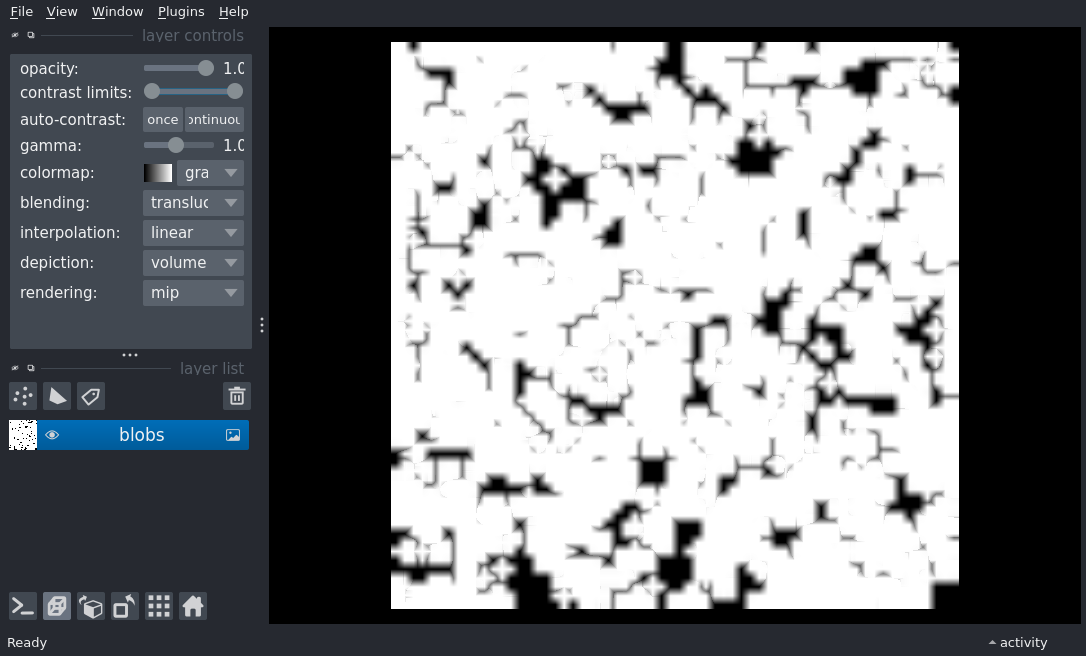 File View Window Plugins Help
layer controls
opacity: 1.0
contrast limits:
auto-contrast: once ontinuou
gamma: 1.0
colormap: gra
blending: transluc
interpolation: linear
depiction: volume
rendering: mip
layer list
blobs
Ready activity